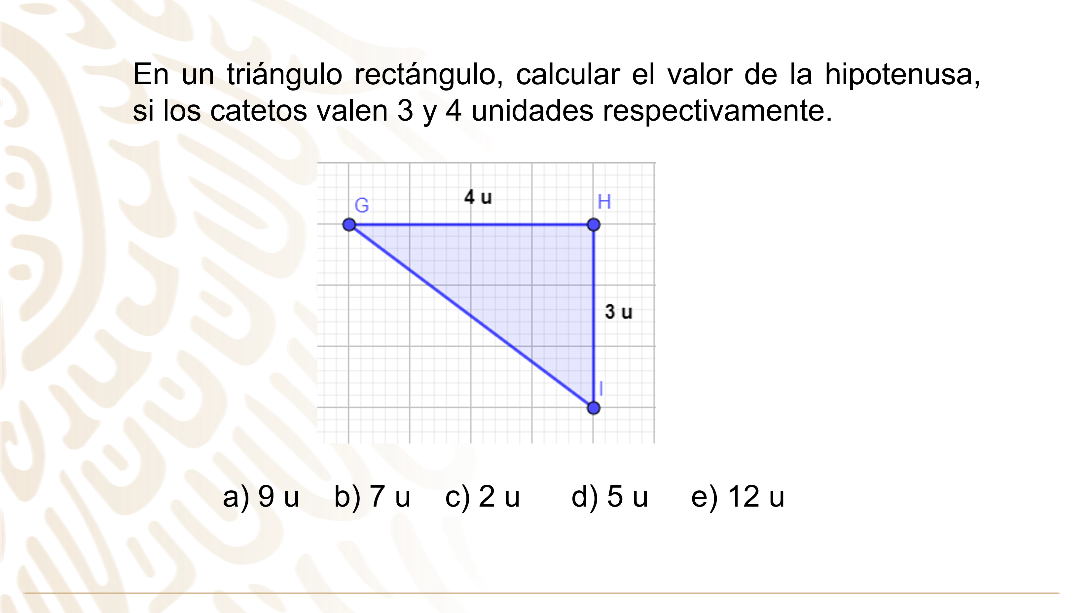 En un triángulo rectángulo, calcular el valor de la hipotenusa,
si los catetos valen 3 y 4 unidades respectivamente.
G
4 u
H
3 u
I
a) 9 u b) 7 u c) 2 u d) 5 u e) 12 u